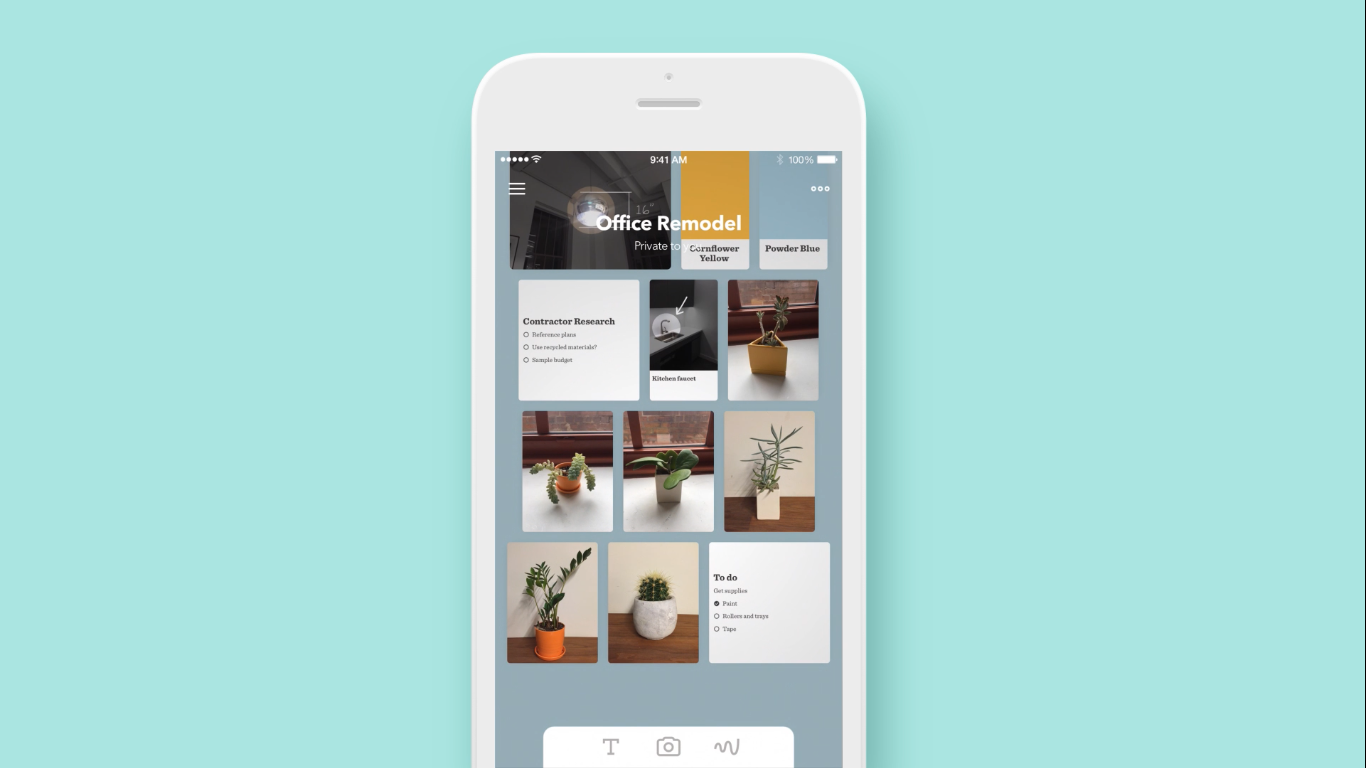 9:41 AM
100%
16"
Office Remodel
Private to
Cornflower
Yellow
Powder Blue
Contractor Research
Reference plans
Use recycled materials?
Sample budget
Kitchen faucet
To do
Get supplies
Paint
Rollers and trays
Tape